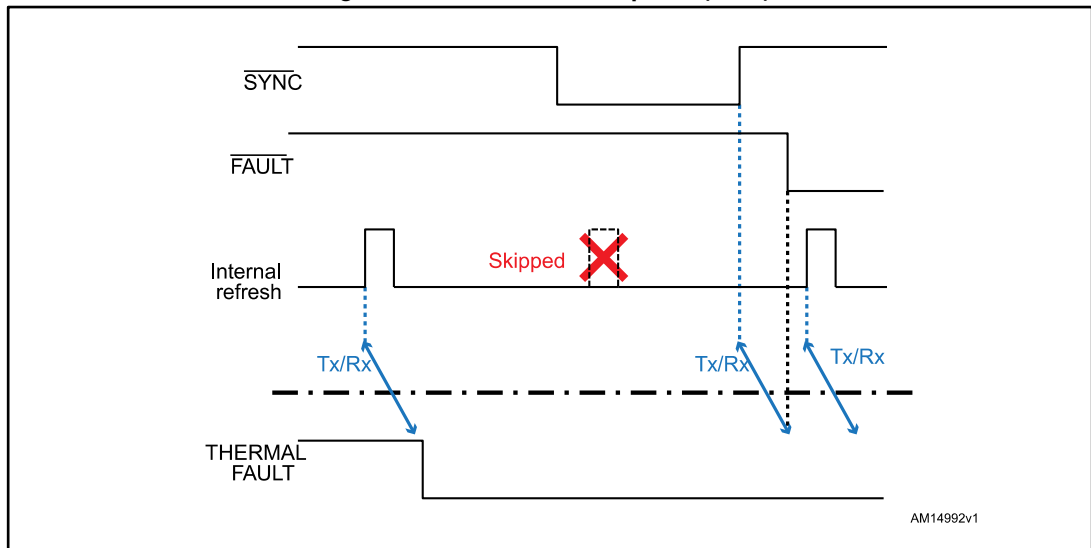 SYNC
FAULT
Internal
refresh
Skipped
Tx/Rx
Tx/Rx
Tx/Rx
THERMAL
FAULT
AM14992v1